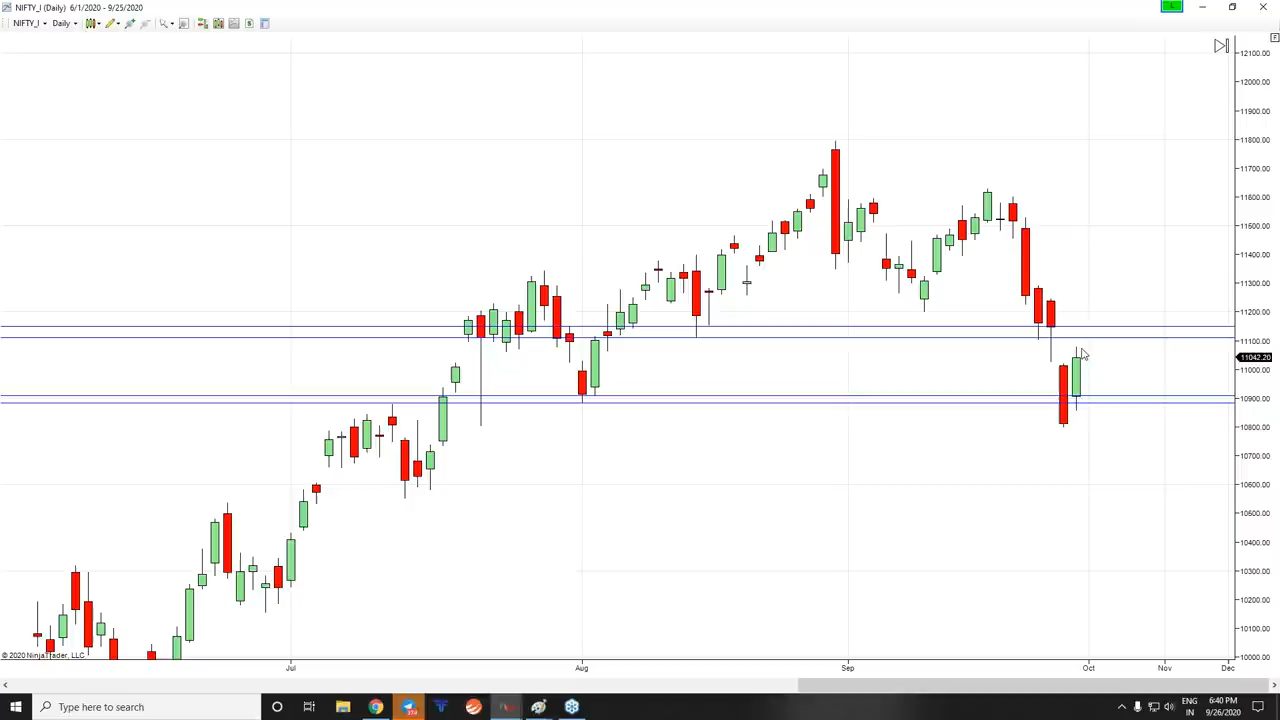 NIFTY_I (Daily) 6/1/2020 - 9/25/2020
NIFTY_I Daily
F
12100.00
12000.00
11900.00
11800.00
11700.00
11600.00
11500.00
11400.00
11300.00
11200.00
11100.00
11042.20
11000.00
10900.00
10800.00
10700.00
10600.00
10500.00
10400.00
10300.00
10200.00
10100.00
10000.00
© 2020 NinjaTrader, LLC
Jul Aug Sep Oct Nov Dec
Type here to search
ENG 6:40 PM
IN 9/26/2020